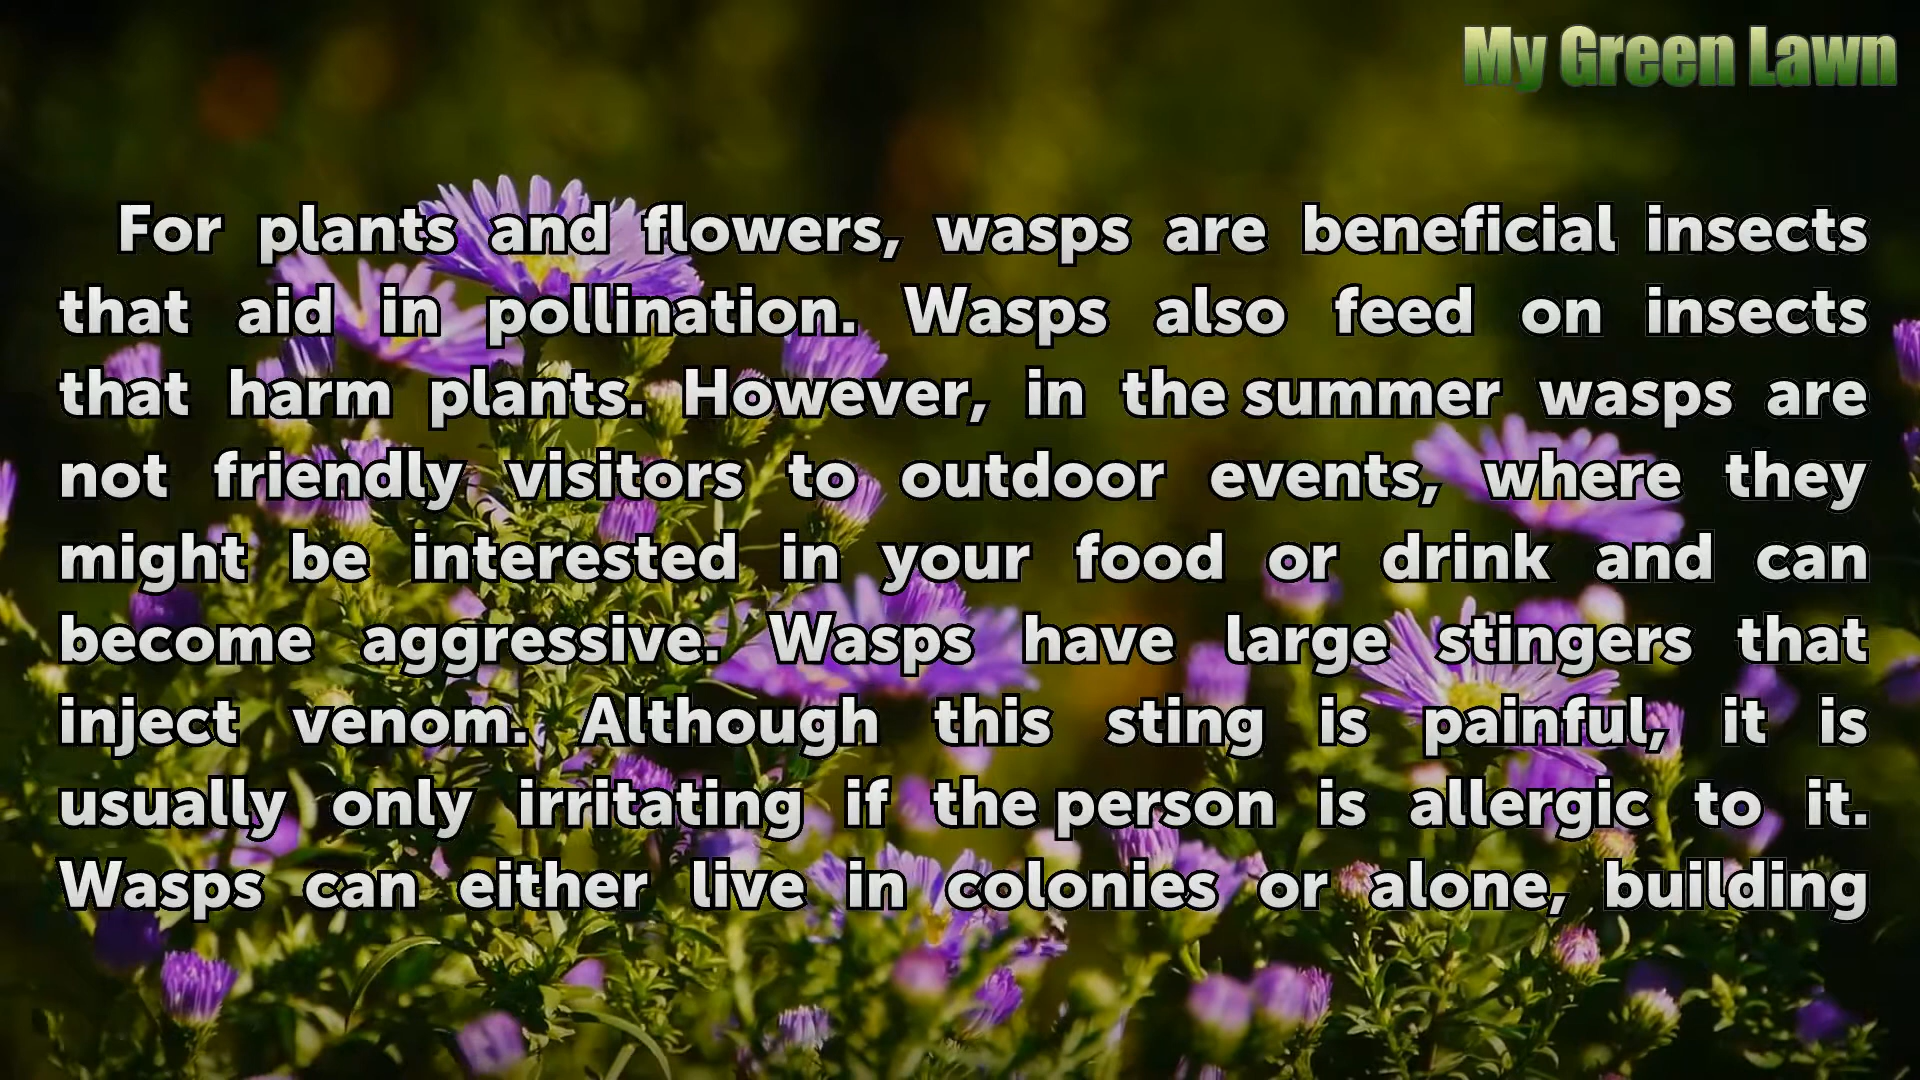 My Green Lawn
For plants and flowers, wasps are beneficial insects
that aid in pollination. Wasps also feed on insects
that harm plants. However, in the summer wasps are
not friendly visitors to outdoor events, where they
might be interested in your food or drink and can
become aggressive. Wasps have large stingers that
inject venom. Although this sting is painful, it is
usually only irritating if the person is allergic to it.
Wasps can either live in colonies or alone, building